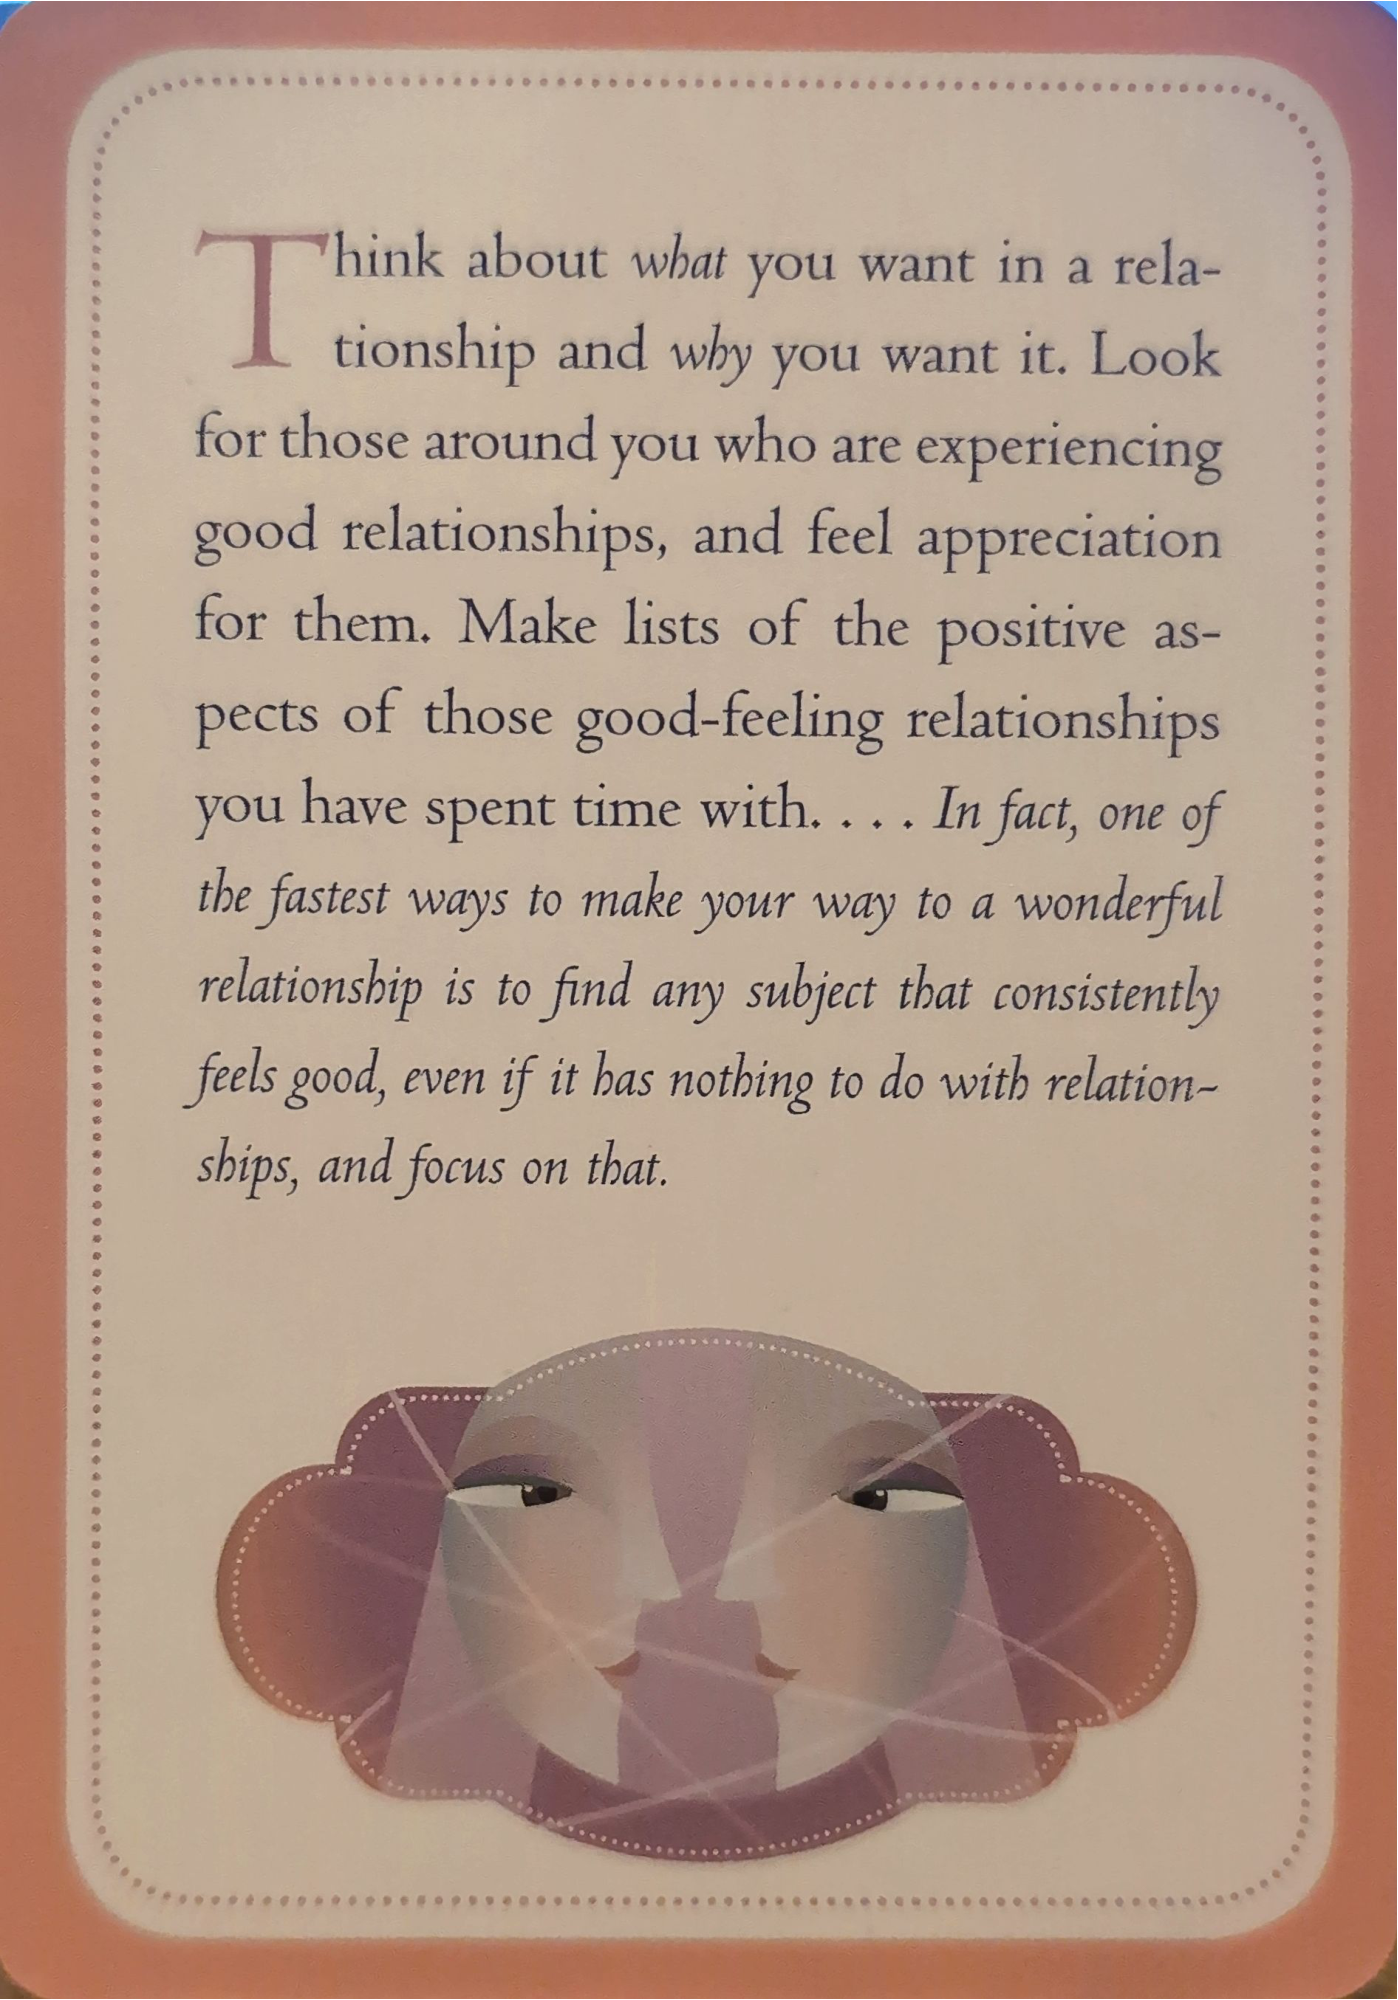 Think about what you want in a rela-
tionship and why you want it. Look
for those around you who are experiencing
good relationships, and feel appreciation
for them. Make lists of the positive as-
pects of those good-feeling relationships
you have spent time with. . . . In fact, one of
the fastest ways to make your way to a wonderful
relationship is to find any subject that consistently
feels good, even if it has nothing to do with relation-
ships, and focus on that.